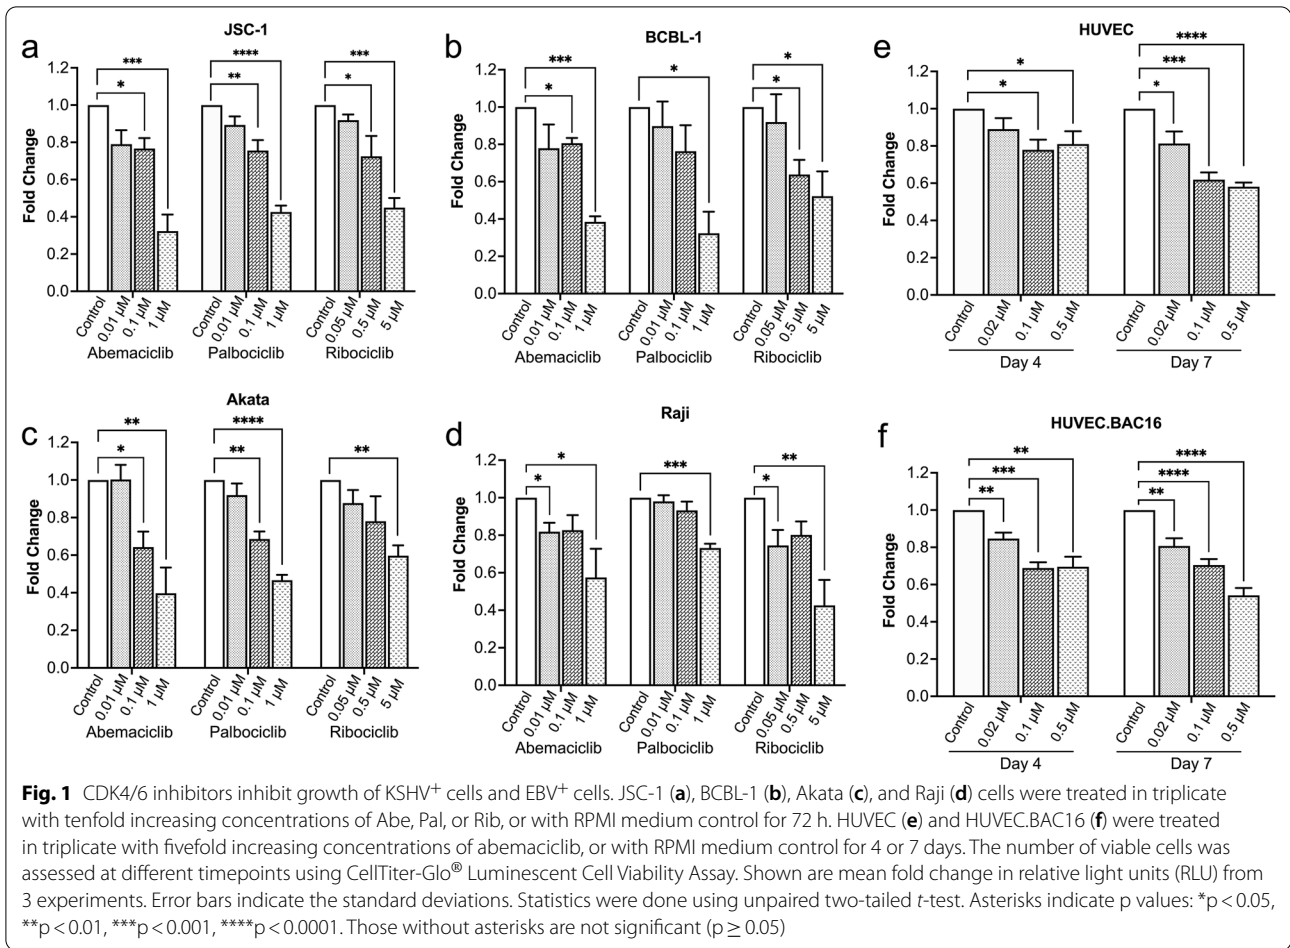 a
JSC-1
Fold Change
1.2
1.0
0.8
0.6
0.4
0.2
0.0
*
***
**
****
*
***
Control
0.01 µM
0.1 µM
1 µM
Control
0.01 µM
0.1 µM
1 µM
Control
0.05 µM
0.5 µM
5 µM
Abemaciclib
Palbociclib
Ribociclib
b
BCBL-1
Fold Change
1.2
1.0
0.8
0.6
0.4
0.2
0.0
*
***
*
*
*
Control
0.01 µM
0.1 µM
1 µM
Control
0.01 µM
0.1 µM
1 µM
Control
0.05 µM
0.5 µM
5 µM
Abemaciclib
Palbociclib
Ribociclib
e
HUVEC
Fold Change
1.2
1.0
0.8
0.6
0.4
0.2
0.0
*
*
*
***
****
Control
0.02 µM
0.1 µM
0.5 µM
Control
0.02 µM
0.1 µM
0.5 µM
Day 4
Day 7
c
Akata
Fold Change
1.2
1.0
0.8
0.6
0.4
0.2
0.0
*
**
**
****
**
Control
0.01 µM
0.1 µM
1 µM
Control
0.01 µM
0.1 µM
1 µM
Control
0.05 µM
0.5 µM
5 µM
Abemaciclib
Palbociclib
Ribociclib
d
Raji
Fold Change
1.2
1.0
0.8
0.6
0.4
0.2
0.0
*
*
***
*
**
Control
0.01 µM
0.1 µM
1 µM
Control
0.01 µM
0.1 µM
1 µM
Control
0.05 µM
0.5 µM
5 µM
Abemaciclib
Palbociclib
Ribociclib
f
HUVEC.BAC16
Fold Change
1.2
1.0
0.8
0.6
0.4
0.2
0.0
**
***
**
**
****
****
Control
0.02 µM
0.1 µM
0.5 µM
Control
0.02 µM
0.1 µM
0.5 µM
Day 4
Day 7
Fig. 1 CDK4/6 inhibitors inhibit growth of KSHV+ cells and EBV+ cells. JSC-1 (a), BCBL-1 (b), Akata (c), and Raji (d) cells were treated in triplicate
with tenfold increasing concentrations of Abe, Pal, or Rib, or with RPMI medium control for 72 h. HUVEC (e) and HUVEC.BAC16 (f) were treated
in triplicate with fivefold increasing concentrations of abemaciclib, or with RPMI medium control for 4 or 7 days. The number of viable cells was
assessed at different timepoints using CellTiter-Glo® Luminescent Cell Viability Assay. Shown are mean fold change in relative light units (RLU) from
3 experiments. Error bars indicate the standard deviations. Statistics were done using unpaired two-tailed t-test. Asterisks indicate p values: *p < 0.05,
**p < 0.01, ***p < 0.001, ****p < 0.0001. Those without asterisks are not significant (p ≥ 0.05)